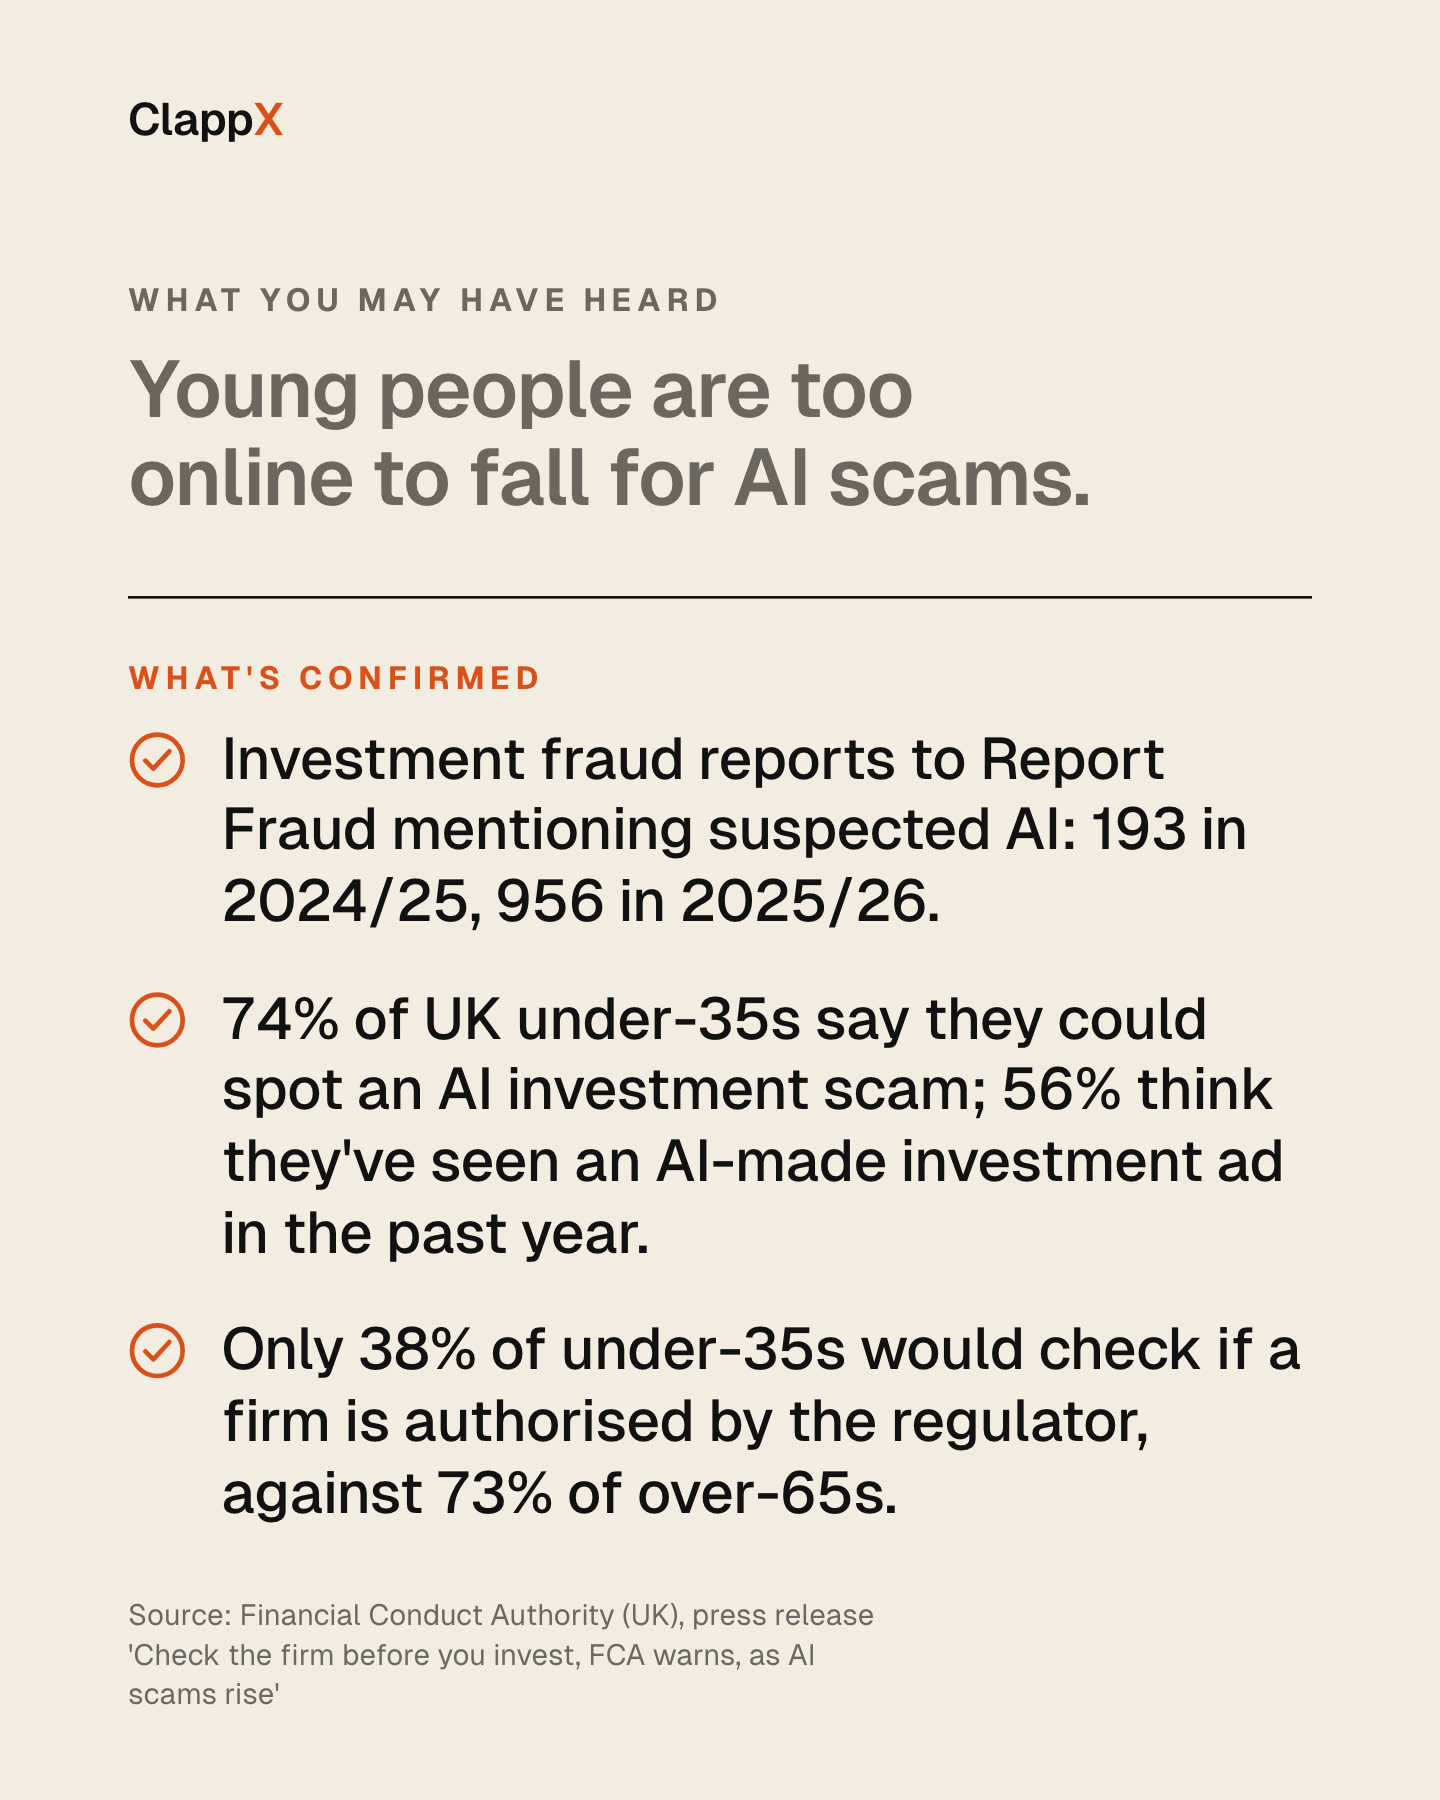 ClappX
WHAT YOU MAY HAVE HEARD
Young people are too
online to fall for AI scams.
WHAT'S CONFIRMED
Investment fraud reports to Report
Fraud mentioning suspected AI: 193 in
2024/25, 956 in 2025/26.
74% of UK under-35s say they could
spot an AI investment scam; 56% think
they've seen an AI-made investment ad
in the past year.
Only 38% of under-35s would check if a
firm is authorised by the regulator,
against 73% of over-65s.
Source: Financial Conduct Authority (UK), press release
'Check the firm before you invest, FCA warns, as AI
scams rise'